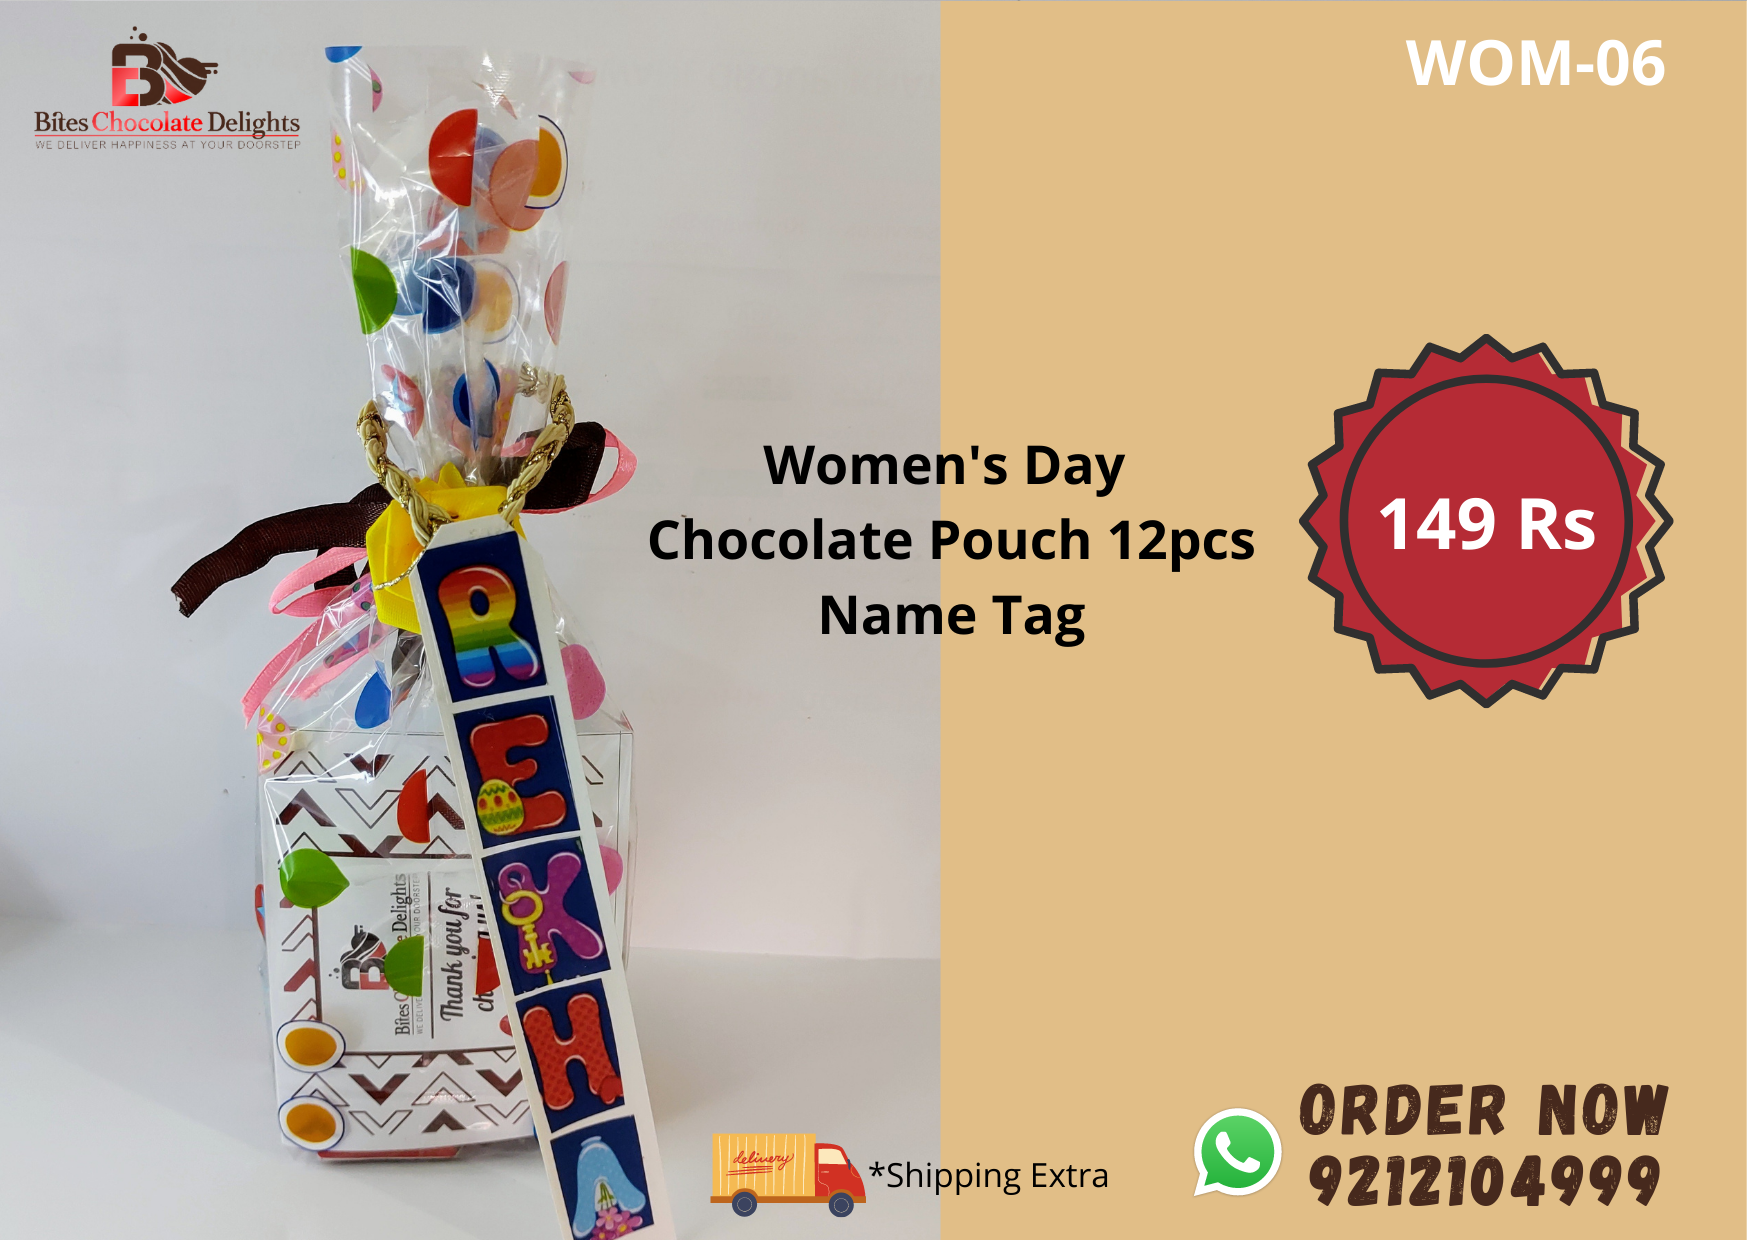 Bites Chocolate Delights
WE DELIVER HAPPINESS AT YOUR DOORSTEP
WOM-06
Women's Day
Chocolate Pouch 12pcs
Name Tag
149 Rs
R
E
K
H
A
Delights
Thank you for
delivery
*Shipping Extra
ORDER NOW
9212104999